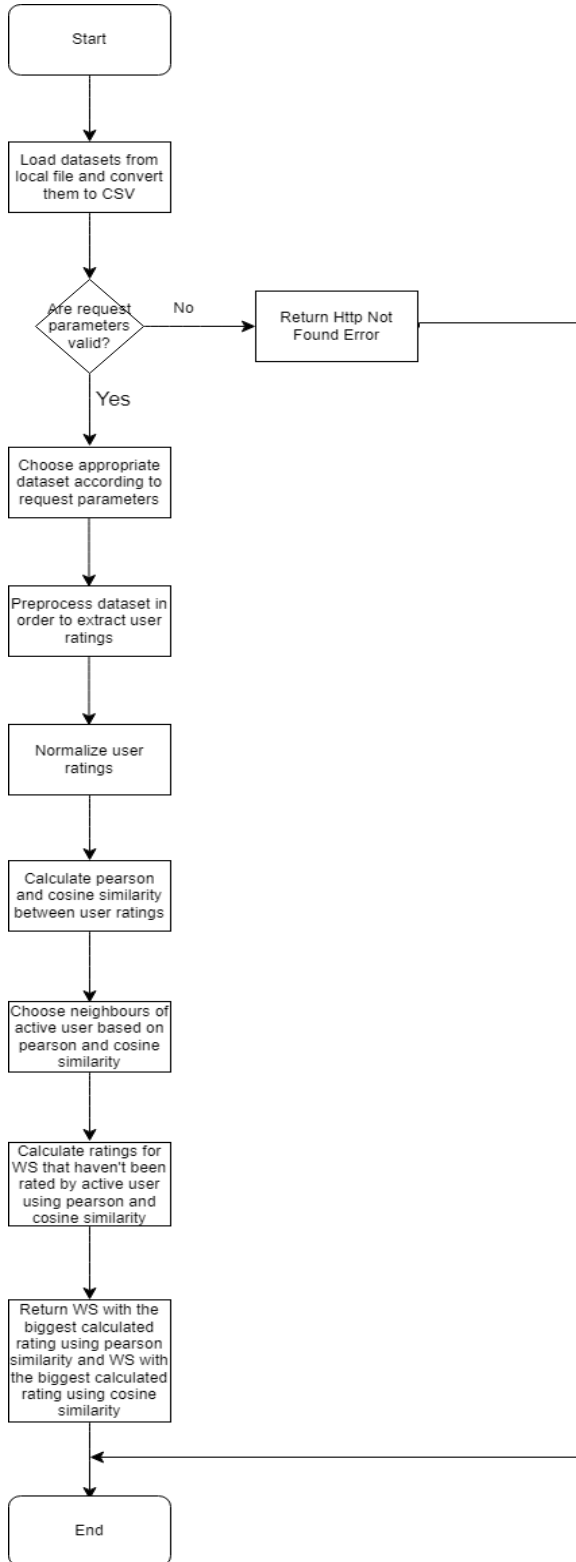 Start
Load datasets from
local file and convert
them to CSV
Are request
parameters
valid?
No
Return Http Not
Found Error
Yes
Choose appropriate
dataset according to
request parameters
Preprocess dataset in
order to extract user
ratings
Normalize user
ratings
Calculate pearson
and cosine similarity
between user ratings
Choose neighbours of
active user based on
pearson and cosine
similarity
Calculate ratings for
WS that haven't been
rated by active user
using pearson and
cosine similarity
Return WS with the
biggest calculated
rating using pearson
similarity and WS with
the biggest calculated
rating using cosine
similarity
End